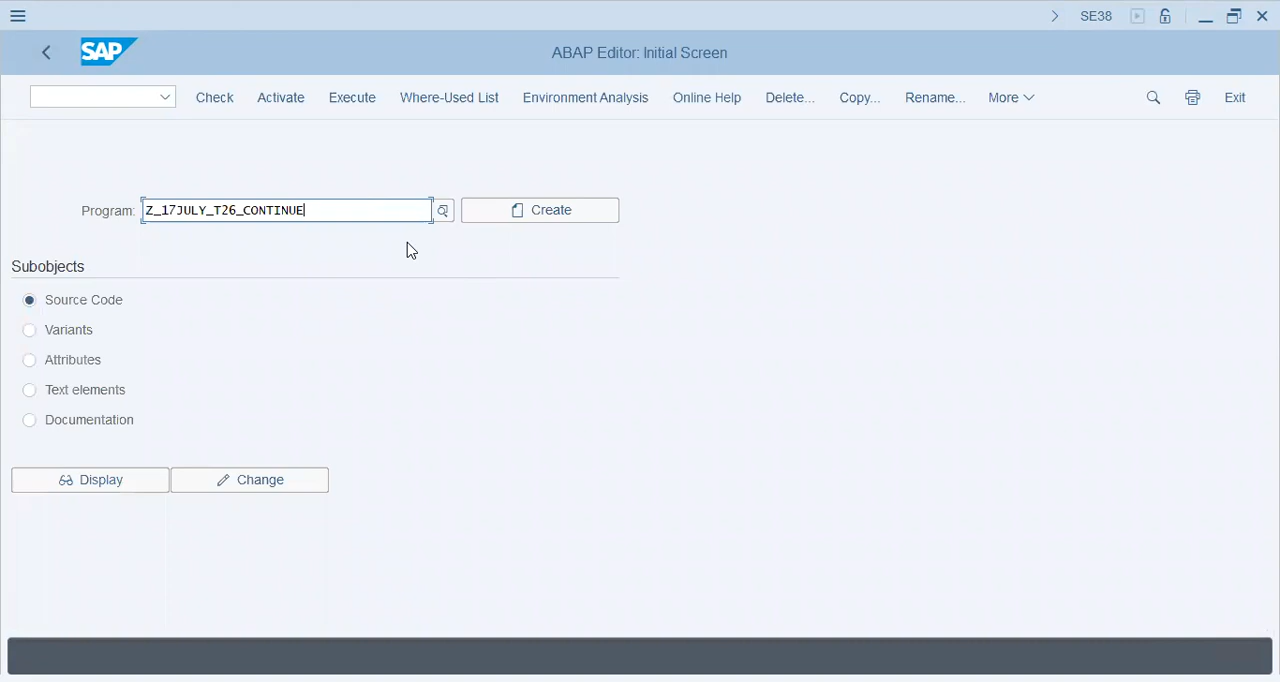 SE38
SAP
ABAP Editor: Initial Screen
Check Activate Execute Where-Used List Environment Analysis Online Help Delete... Copy... Rename... More Exit
Program: Z_17JULY_T26_CONTINUE Create
Subobjects
Source Code
Variants
Attributes
Text elements
Documentation
Display Change